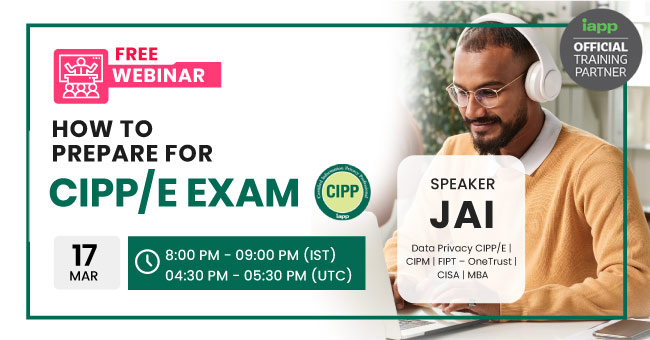 FREE
WEBINAR
HOW TO
PREPARE FOR
CIPP/E EXAM
CIPP
iapp
17
MAR
8:00 PM - 09:00 PM (IST)
04:30 PM - 05:30 PM (UTC)
iapp
OFFICIAL
TRAINING
PARTNER
SPEAKER
JAI
Data Privacy CIPP/E |
CIPM | FIPT – OneTrust |
CISA | MBA